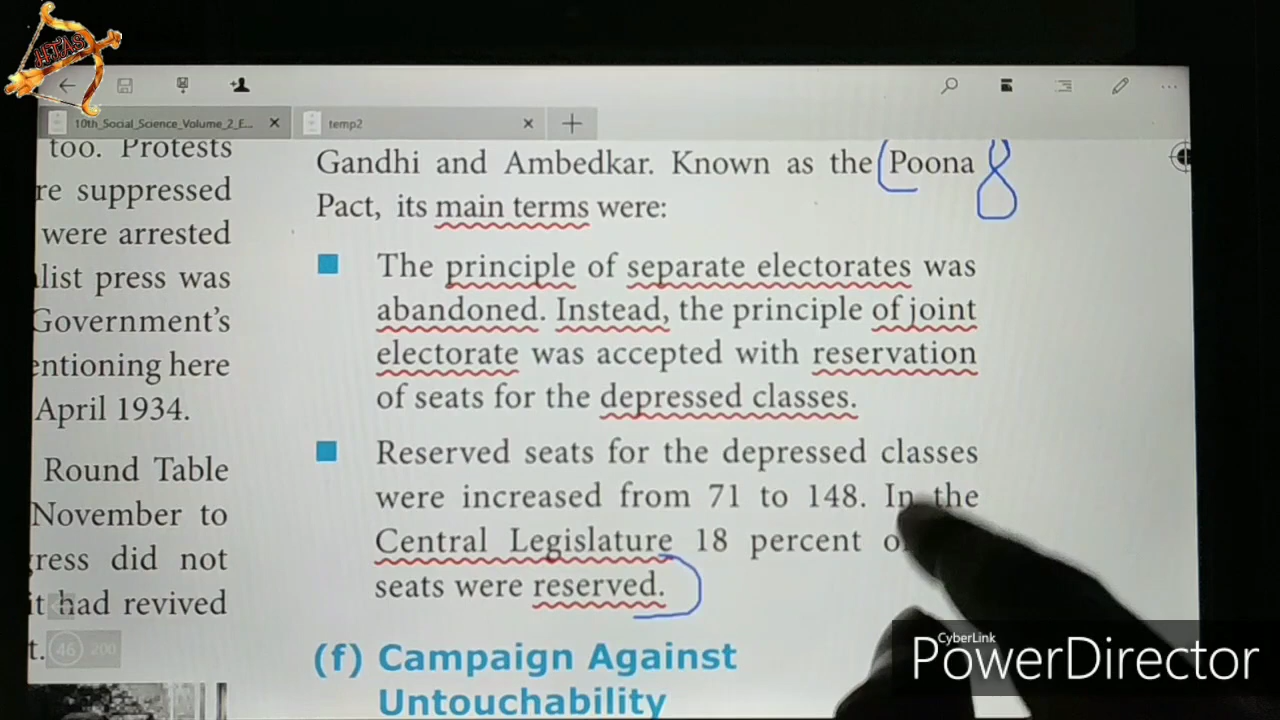 HTAS
10th_Social_Science_Volume_2_E...
temp2
too. Protests
re suppressed
were arrested
list press was
Government's
entioning here
April 1934.
Round Table
November to
ress did not
it had revived
t.
46 200
Gandhi and Ambedkar. Known as the Poona
Pact, its main terms were:
The principle of separate electorates was
abandoned. Instead, the principle of joint
electorate was accepted with reservation
of seats for the depressed classes.
Reserved seats for the depressed classes
were increased from 71 to 148. In the
Central Legislature 18 percent
seats were reserved.
(f) Campaign Against
Untouchability
8
CyberLink
PowerDirector